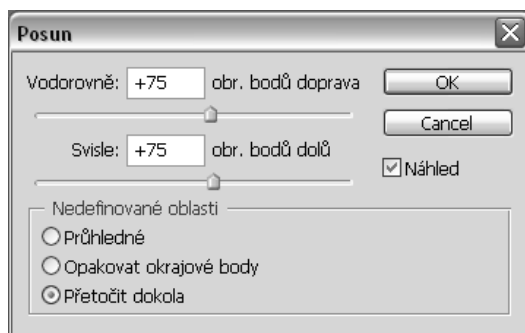 Posun
Vodorovně: +75 obr. bodů doprava
OK
Cancel
Svisle: +75 obr. bodů dolů
Náhled
Nedefinované oblasti
Průhledné
Opakovat okrajové body
Přetočit dokola